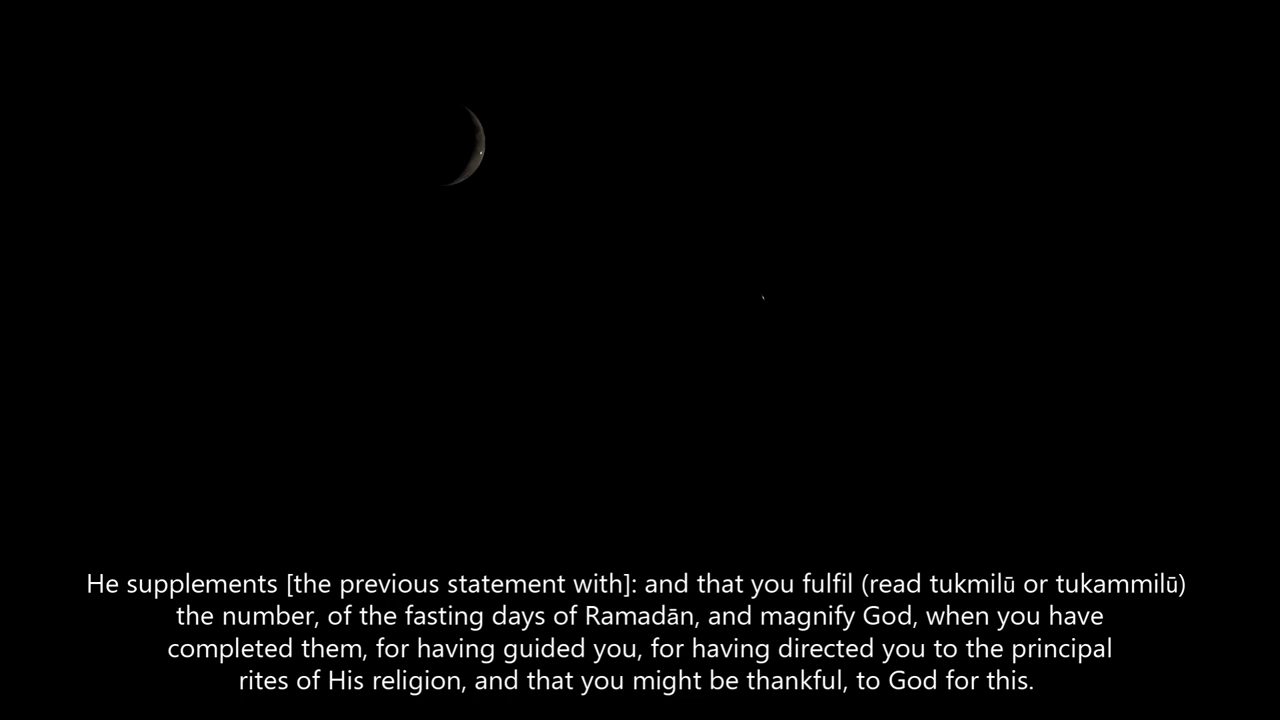 He supplements [the previous statement with]: and that you fulfil (read tukmilū or tukammilū)
the number, of the fasting days of Ramadān, and magnify God, when you have
completed them, for having guided you, for having directed you to the principal
rites of His religion, and that you might be thankful, to God for this.